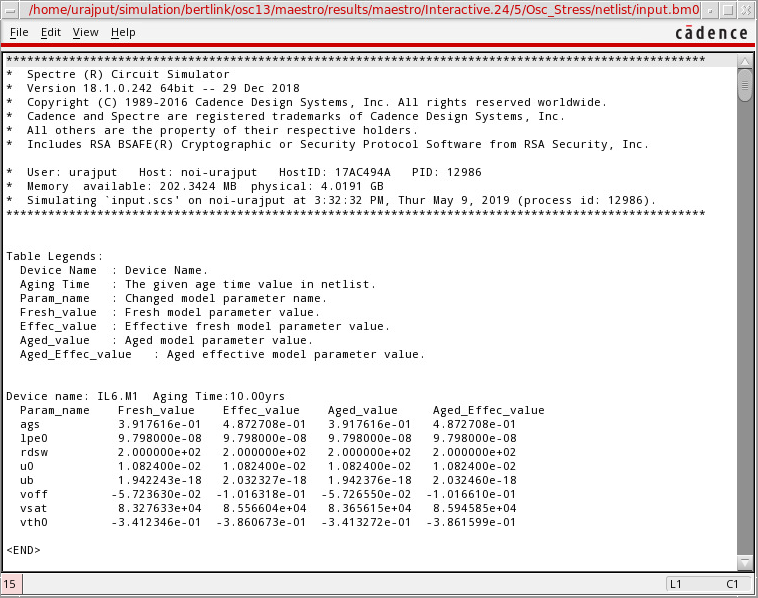 /home/urajput/simulation/bertlink/osc13/maestro/results/maestro/Interactive.24/5/Osc_Stress/netlist/input.bm0
File Edit View Help cādence
****************************************************************************************************
*  Spectre (R) Circuit Simulator
*  Version 18.1.0.242 64bit -- 29 Dec 2018
*  Copyright (C) 1989-2016 Cadence Design Systems, Inc. All rights reserved worldwide.
*  Cadence and Spectre are registered trademarks of Cadence Design Systems, Inc.
*  All others are the property of their respective holders.
*  Includes RSA BSAFE(R) Cryptographic or Security Protocol Software from RSA Security, Inc.
*  User: urajput   Host: noi-urajput   HostID: 17AC494A   PID: 12986
*  Memory  available: 202.3424 MB  physical: 4.0191 GB
*  Simulating `input.scs' on noi-urajput at 3:32:32 PM, Thur May 9, 2019 (process id: 12986).
****************************************************************************************************
Table Legends:
Device Name  : Device Name.
Aging Time   : The given age time value in netlist.
Param_name   : Changed model parameter name.
Fresh_value  : Fresh model parameter value.
Effec_value  : Effective fresh model parameter value.
Aged_value   : Aged model parameter value.
Aged_Effec_value   : Aged effective model parameter value.
Device name: IL6.M1  Aging Time:10.00yrs
Param_name    Fresh_value    Effec_value    Aged_value     Aged_Effec_value
ags           3.917616e-01   4.872708e-01   3.917616e-01   4.872708e-01
lpe0          9.798000e-08   9.798000e-08   9.798000e-08   9.798000e-08
rdsw          2.000000e+02   2.000000e+02   2.000000e+02   2.000000e+02
u0            1.082400e-02   1.082400e-02   1.082400e-02   1.082400e-02
ub            1.942243e-18   2.032327e-18   1.942376e-18   2.032460e-18
voff         -5.723630e-02  -1.016318e-01  -5.726550e-02  -1.016610e-01
vsat          8.327633e+04   8.556604e+04   8.365615e+04   8.594585e+04
vth0         -3.412346e-01  -3.860673e-01  -3.413272e-01  -3.861599e-01
<END>
15 L1 C1